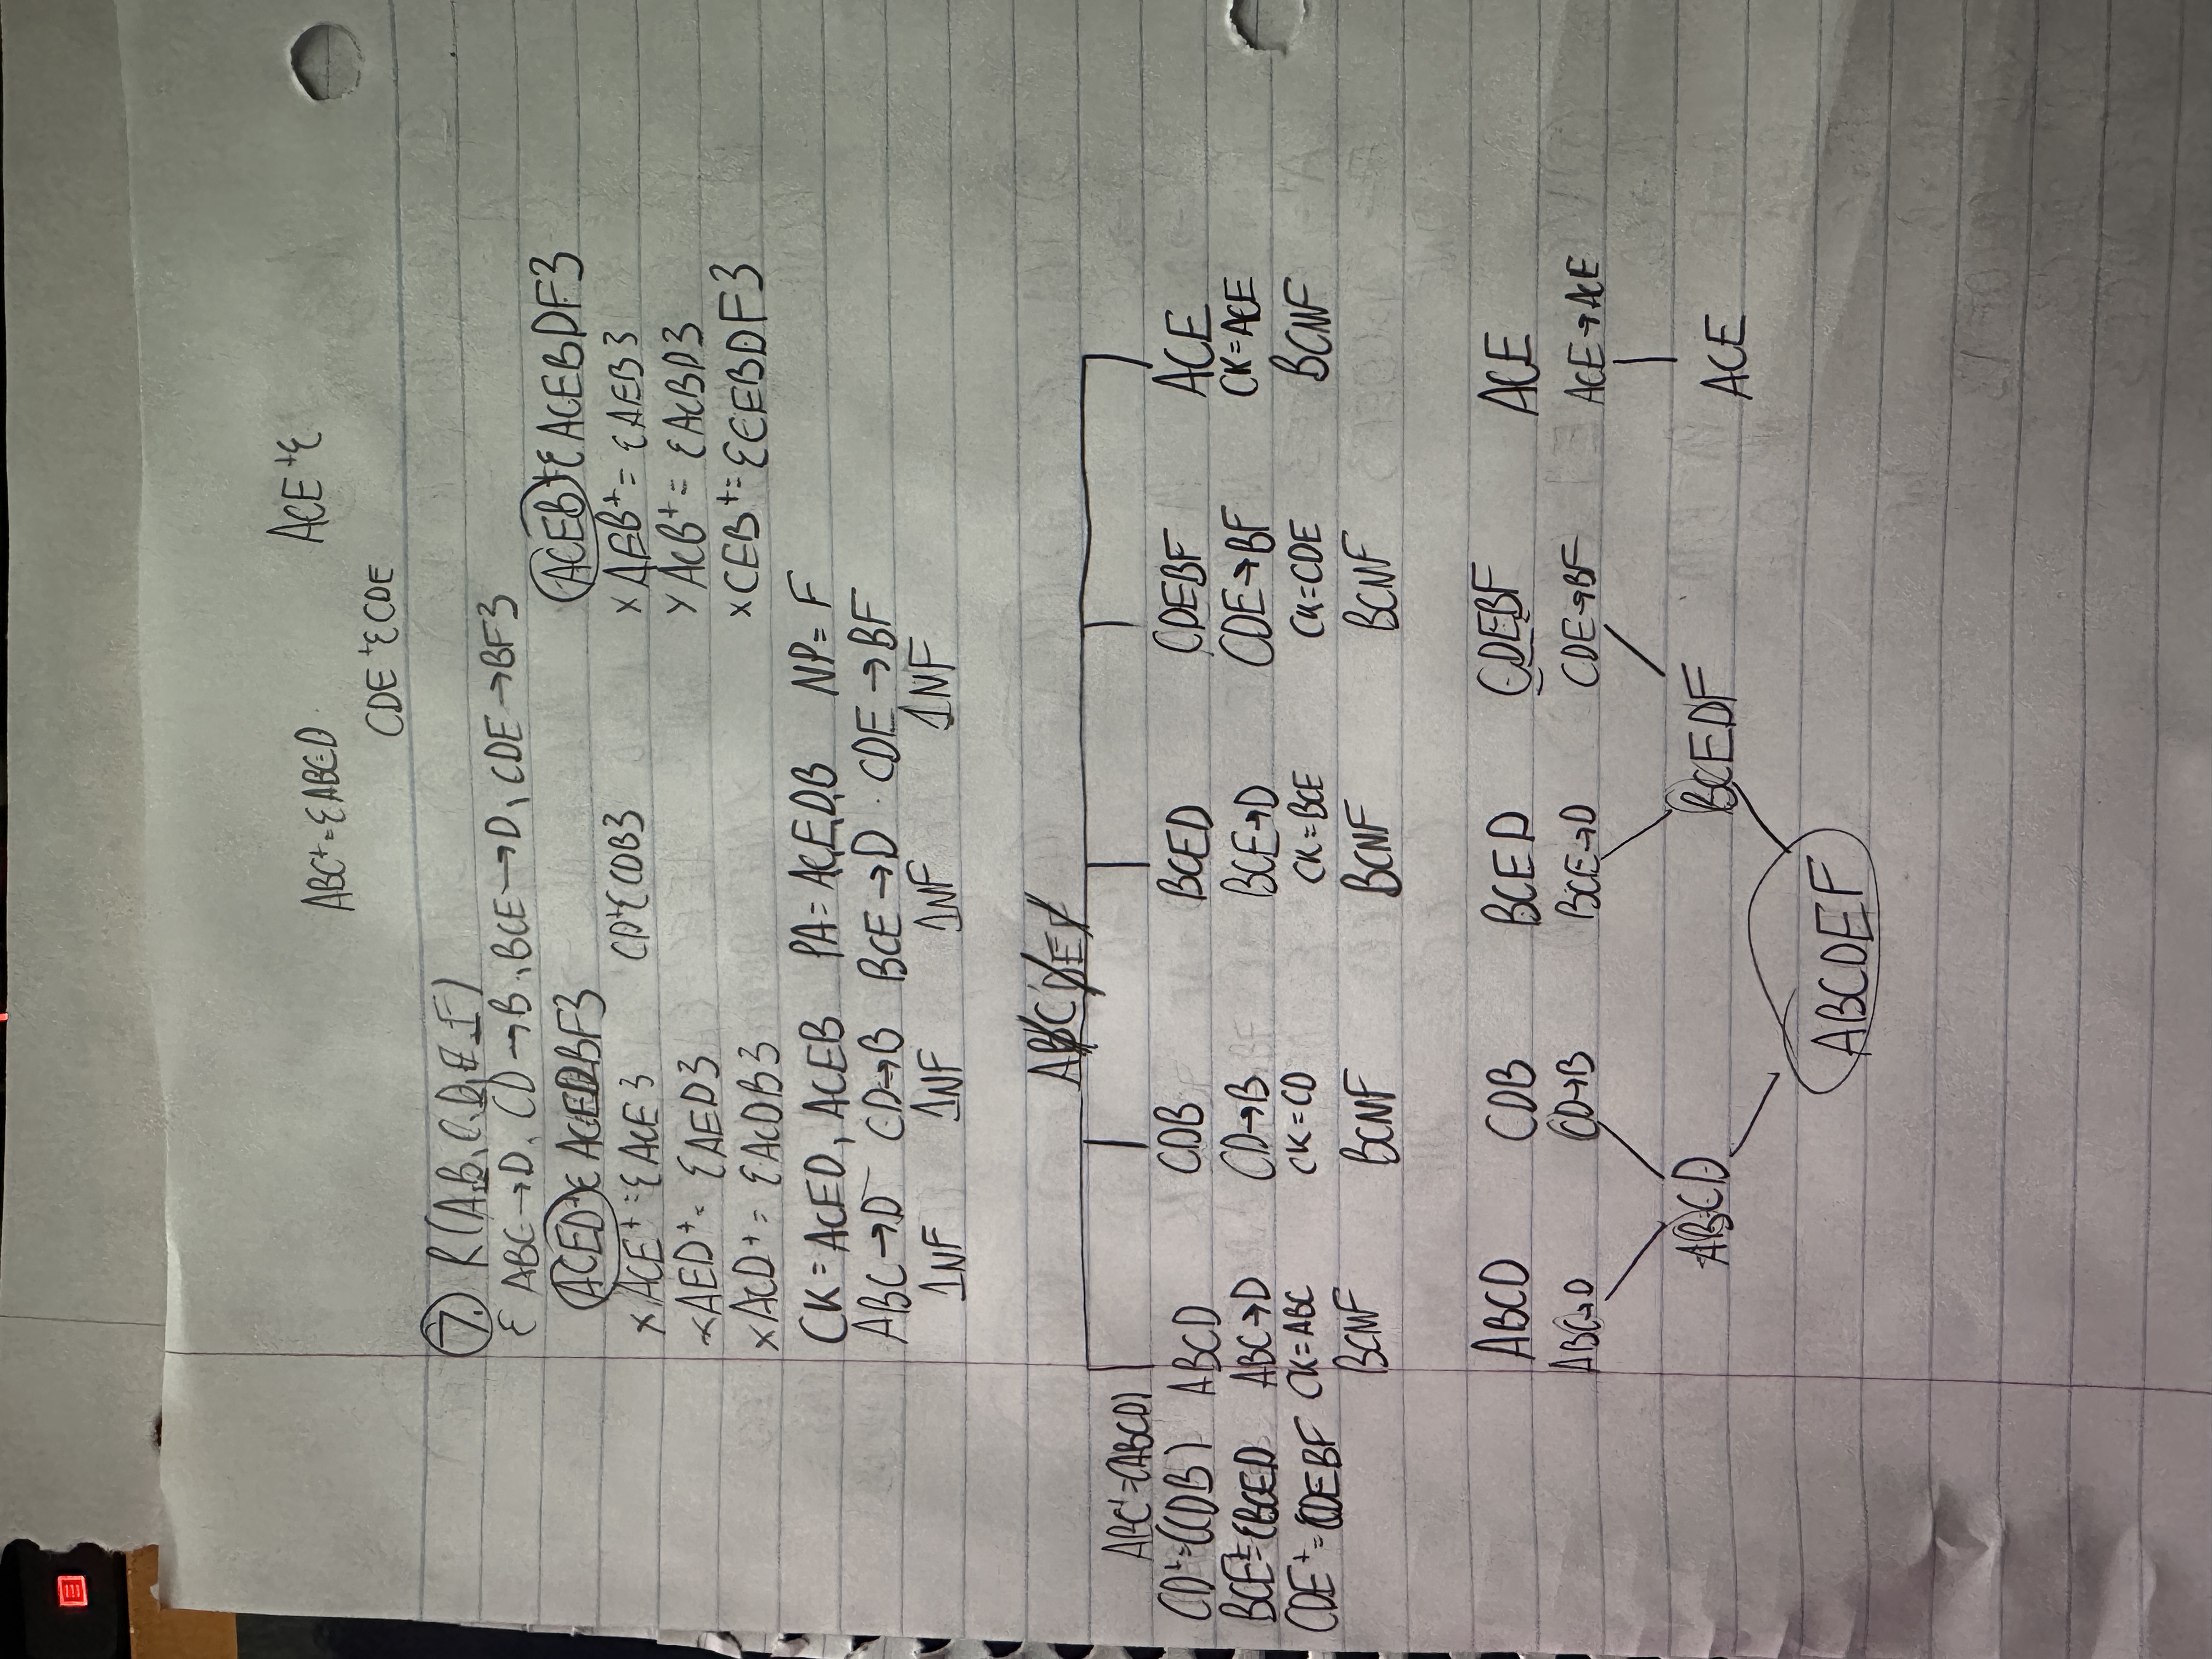 ABC⁺= {ABCD
ACE⁺{
CDE⁺{CDE
7. R(A,B,C,D,E,F)
{ ABC→D, CD→B, BCE→D, CDE→BF}
ACED⁺{ ACEDBF}
ACEB⁺{ACEBDF}
x ACE⁺={ACE}
CD⁺{CDB}
x AEB⁺= {AEB}
x AED⁺= {AED}
x ACB⁺= {ACBD}
x ACD⁺= {ACDB}
x CEB⁺= {CEBDF}
CK= ACED, ACEB PA= A,C,E,D,B NP= F
ABC→D CD→B BCE→D CDE→BF
1NF 1NF 1NF 1NF
ABCDEF
ABC⁺=(ABCD)
CD⁺=(CDB)
ABCD CDB BCED CDEBF ACE
BCE⁺={BCED
ABC→D CD→B BCE→D CDE→BF CK=ACE
CDE⁺=CDEBF
CK=ABC CK=CD CK=BCE CK=CDE BCNF
BCNF BCNF BCNF BCNF
ABCD CDB BCED CDEBF ACE
ABC→D CD→B BCE→D CDE→BF ACE→ACE
ABCD BCEDF ACE
ABCDEF